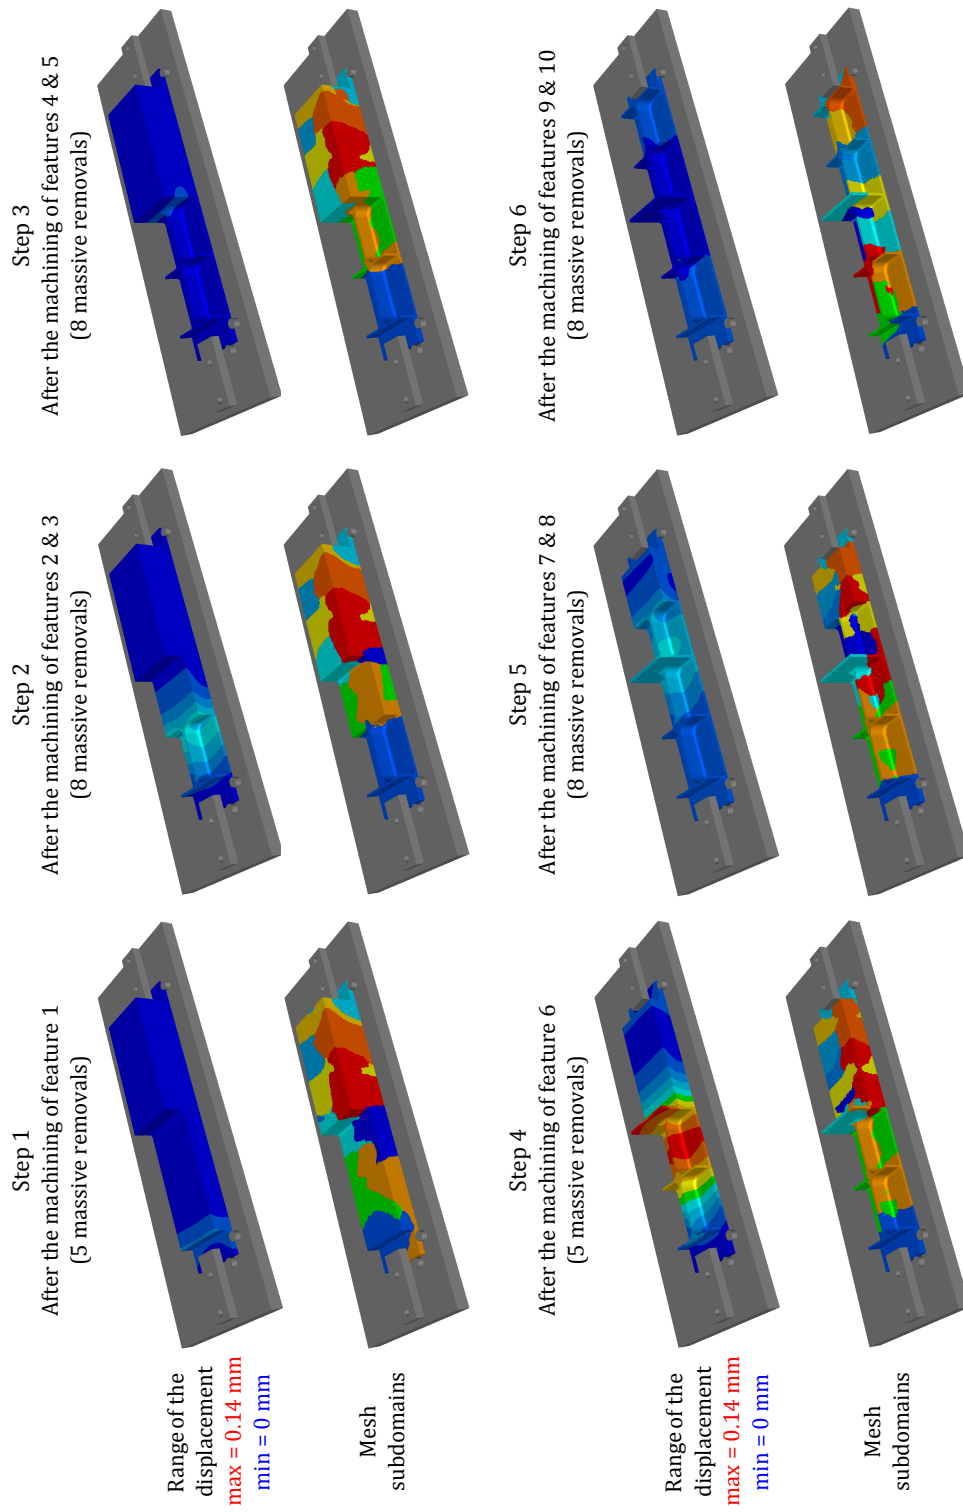 Step 1
After the machining of feature 1
(5 massive removals)
Step 2
After the machining of features 2 & 3
(8 massive removals)
Step 3
After the machining of features 4 & 5
(8 massive removals)
Range of the
displacement
max = 0.14 mm
min = 0 mm
Mesh
subdomains
Step 4
After the machining of feature 6
(5 massive removals)
Step 5
After the machining of features 7 & 8
(8 massive removals)
Step 6
After the machining of features 9 & 10
(8 massive removals)
Range of the
displacement
max = 0.14 mm
min = 0 mm
Mesh
subdomains